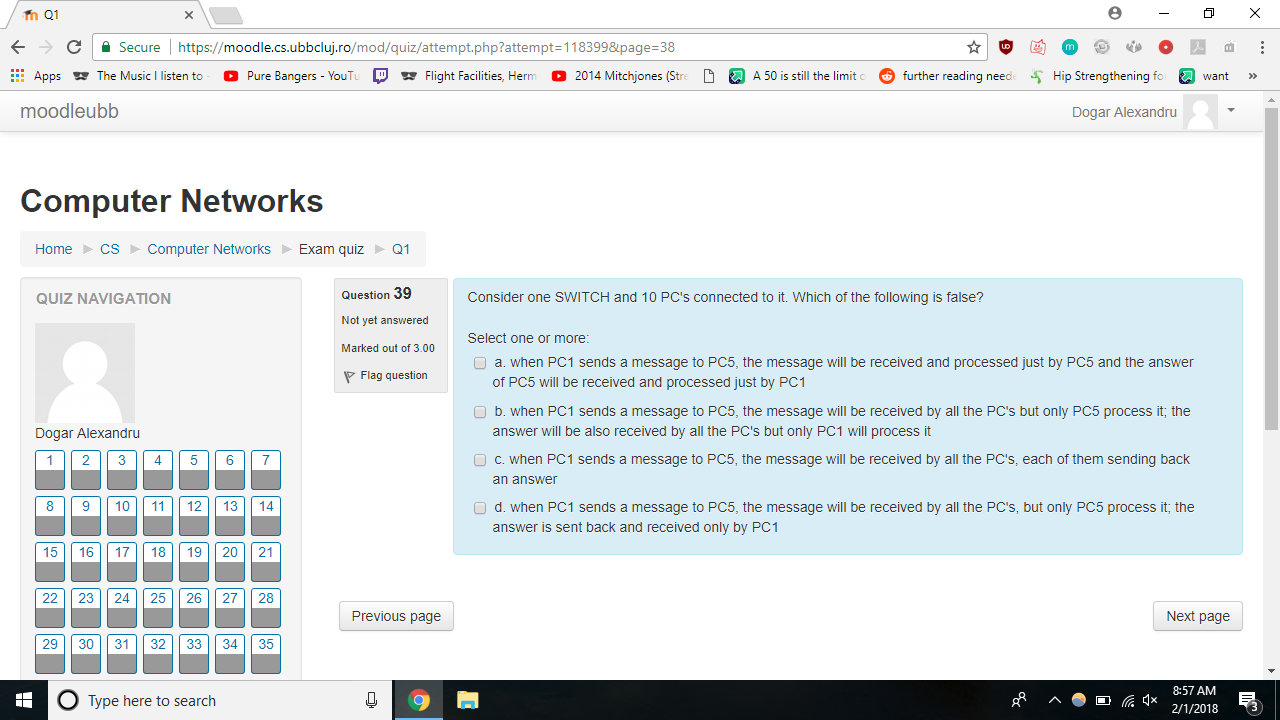 Q1
Secure
https://moodle.cs.ubbcluj.ro/mod/quiz/attempt.php?attempt=118399&page=38
Apps
The Music I listen to
Pure Bangers - YouTu
Flight Facilities, Herm
2014 Mitchjones (Stre
A 50 is still the limit o
further reading neede
Hip Strengthening fo
want
»
moodleubb
Dogar Alexandru
Computer Networks
Home ► CS ► Computer Networks ► Exam quiz ► Q1
QUIZ NAVIGATION
Dogar Alexandru
1 2 3 4 5 6 7
8 9 10 11 12 13 14
15 16 17 18 19 20 21
22 23 24 25 26 27 28
29 30 31 32 33 34 35
Question 39
Not yet answered
Marked out of 3.00
Flag question
Consider one SWITCH and 10 PC's connected to it. Which of the following is false?
Select one or more:
a. when PC1 sends a message to PC5, the message will be received and processed just by PC5 and the answer
of PC5 will be received and processed just by PC1
b. when PC1 sends a message to PC5, the message will be received by all the PC's but only PC5 process it; the
answer will be also received by all the PC's but only PC1 will process it
c. when PC1 sends a message to PC5, the message will be received by all the PC's, each of them sending back
an answer
d. when PC1 sends a message to PC5, the message will be received by all the PC's, but only PC5 process it; the
answer is sent back and received only by PC1
Previous page
Next page
Type here to search
8:57 AM
2/1/2018
3